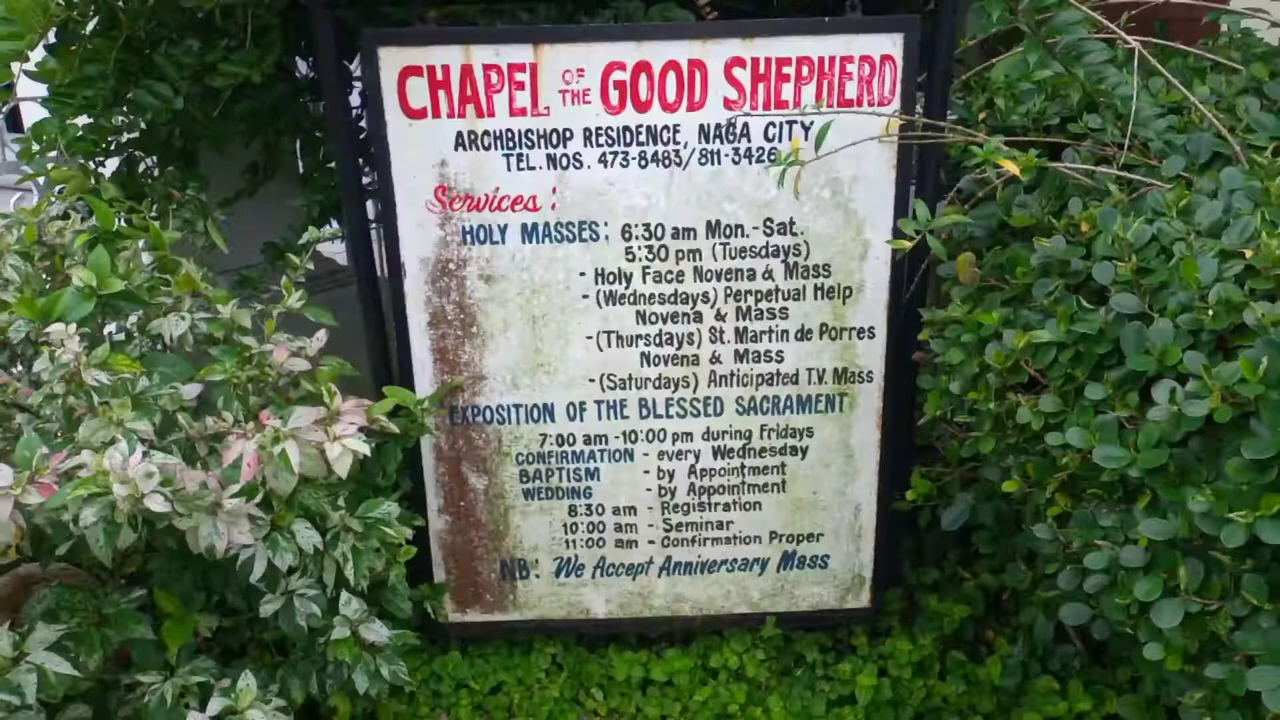 CHAPEL OF THE GOOD SHEPHERD
ARCHBISHOP RESIDENCE, NAGA CITY
TEL. NOS. 473-8483/811-3426
Services:
HOLY MASSES: 6:30 am Mon.-Sat.
5:30 pm (Tuesdays)
- Holy Face Novena & Mass
- (Wednesdays) Perpetual Help
Novena & Mass
- (Thursdays) St. Martin de Porres
Novena & Mass
- (Saturdays) Anticipated T.V. Mass
EXPOSITION OF THE BLESSED SACRAMENT
7:00 am - 10:00 pm during Fridays
CONFIRMATION - every Wednesday
BAPTISM - by Appointment
WEDDING - by Appointment
8:30 am - Registration
10:00 am - Seminar
11:00 am - Confirmation Proper
NB: We Accept Anniversary Mass